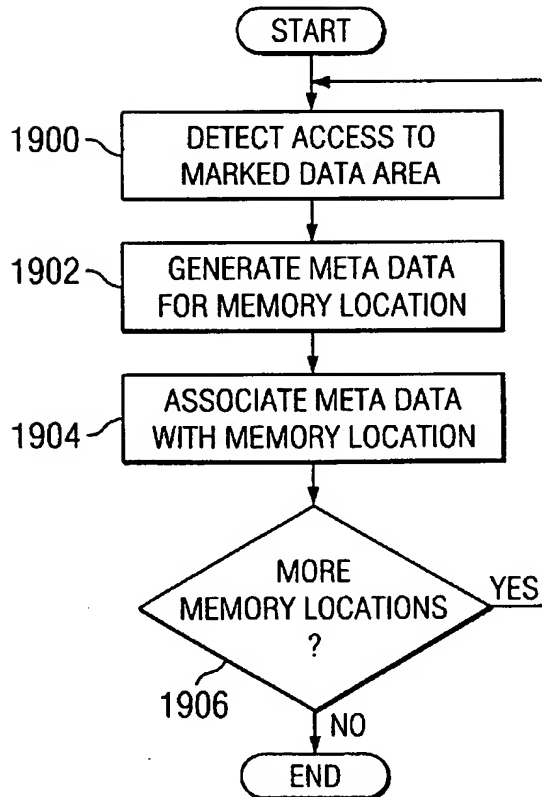 START
1900
DETECT ACCESS TO
MARKED DATA AREA
1902
GENERATE META DATA
FOR MEMORY LOCATION
1904
ASSOCIATE META DATA
WITH MEMORY LOCATION
MORE
MEMORY LOCATIONS
?
YES
1906
NO
END